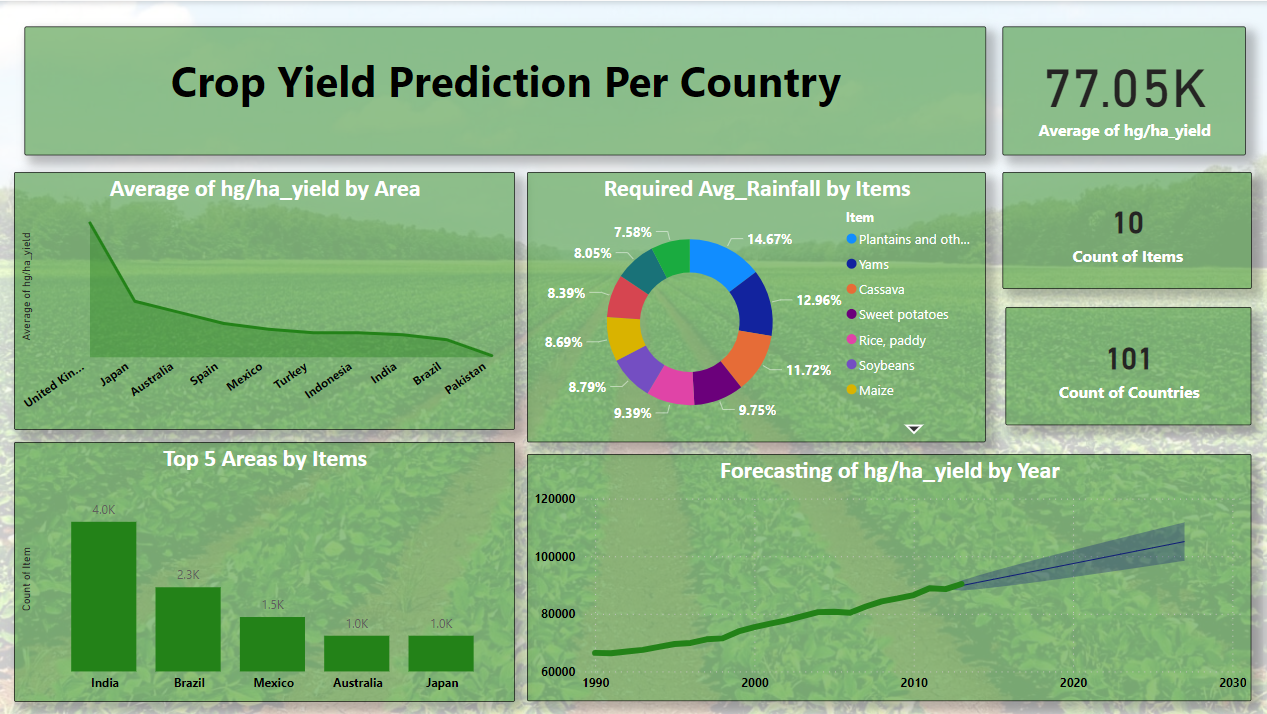 Crop Yield Prediction Per Country
77.05K
Average of hg/ha_yield
Average of hg/ha_yield by Area
Average of hg/ha_yield
United Kin...
Japan
Australia
Spain
Mexico
Turkey
Indonesia
India
Brazil
Pakistan
Required Avg_Rainfall by Items
14.67%
12.96%
11.72%
9.75%
9.39%
8.79%
8.69%
8.39%
8.05%
7.58%
Item
Plantains and oth...
Yams
Cassava
Sweet potatoes
Rice, paddy
Soybeans
Maize
10
Count of Items
101
Count of Countries
Top 5 Areas by Items
Count of Item
4.0K
2.3K
1.5K
1.0K
1.0K
India
Brazil
Mexico
Australia
Japan
Forecasting of hg/ha_yield by Year
120000
100000
80000
60000
1990
2000
2010
2020
2030